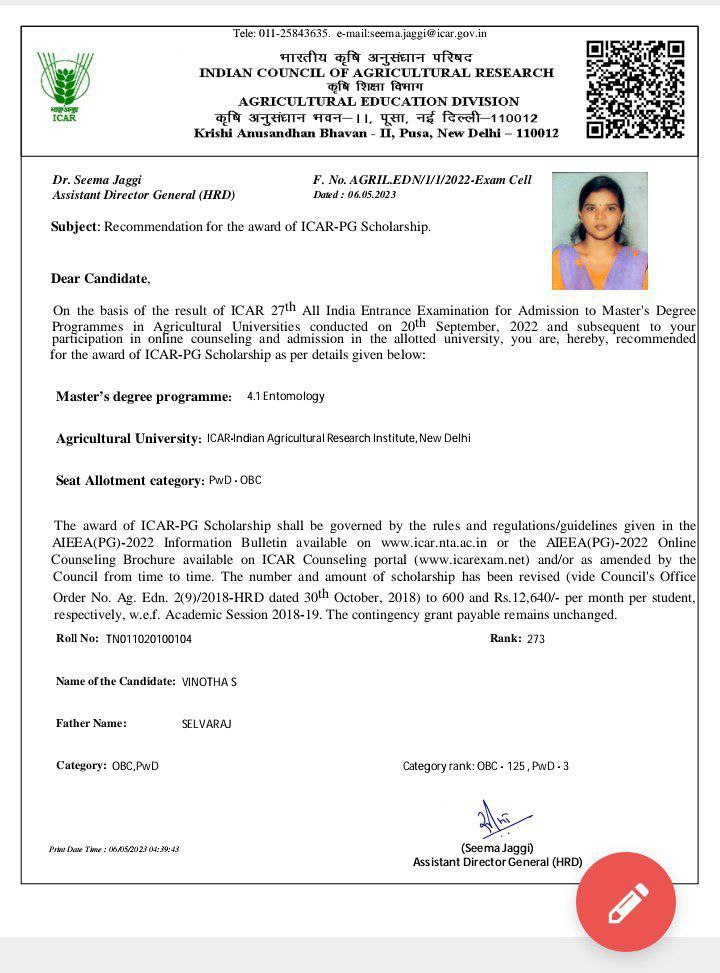 Tele: 011-25843635. e-mail:seema.jaggi@icar.gov.in
भारतीय कृषि अनुसंधान परिषद
INDIAN COUNCIL OF AGRICULTURAL RESEARCH
कृषि शिक्षा विभाग
AGRICULTURAL EDUCATION DIVISION
कृषि अनुसंधान भवन–II, पूसा, नई दिल्ली–110012
Krishi Anusandhan Bhavan - II, Pusa, New Delhi – 110012
भाकृअनुप
ICAR
Dr. Seema Jaggi F. No. AGRIL.EDN/1/1/2022-Exam Cell
Assistant Director General (HRD) Dated : 06.05.2023
Subject: Recommendation for the award of ICAR-PG Scholarship.
Dear Candidate,
On the basis of the result of ICAR 27th All India Entrance Examination for Admission to Master's Degree
Programmes in Agricultural Universities conducted on 20th September, 2022 and subsequent to your
participation in online counseling and admission in the allotted university, you are, hereby, recommended
for the award of ICAR-PG Scholarship as per details given below:
Master's degree programme: 4.1 Entomology
Agricultural University: ICAR-Indian Agricultural Research Institute, New Delhi
Seat Allotment category: PwD - OBC
The award of ICAR-PG Scholarship shall be governed by the rules and regulations/guidelines given in the
AIEEA(PG)-2022 Information Bulletin available on www.icar.nta.ac.in or the AIEEA(PG)-2022 Online
Counseling Brochure available on ICAR Counseling portal (www.icarexam.net) and/or as amended by the
Council from time to time. The number and amount of scholarship has been revised (vide Council's Office
Order No. Ag. Edn. 2(9)/2018-HRD dated 30th October, 2018) to 600 and Rs.12,640/- per month per student,
respectively, w.e.f. Academic Session 2018-19. The contingency grant payable remains unchanged.
Roll No: TN011020100104 Rank: 273
Name of the Candidate: VINOTHA S
Father Name: SELVARAJ
Category: OBC,PwD Category rank: OBC - 125 , PwD - 3
Print Date Time : 06/05/2023 04:39:43
(Seema Jaggi)
Assistant Director General (HRD)